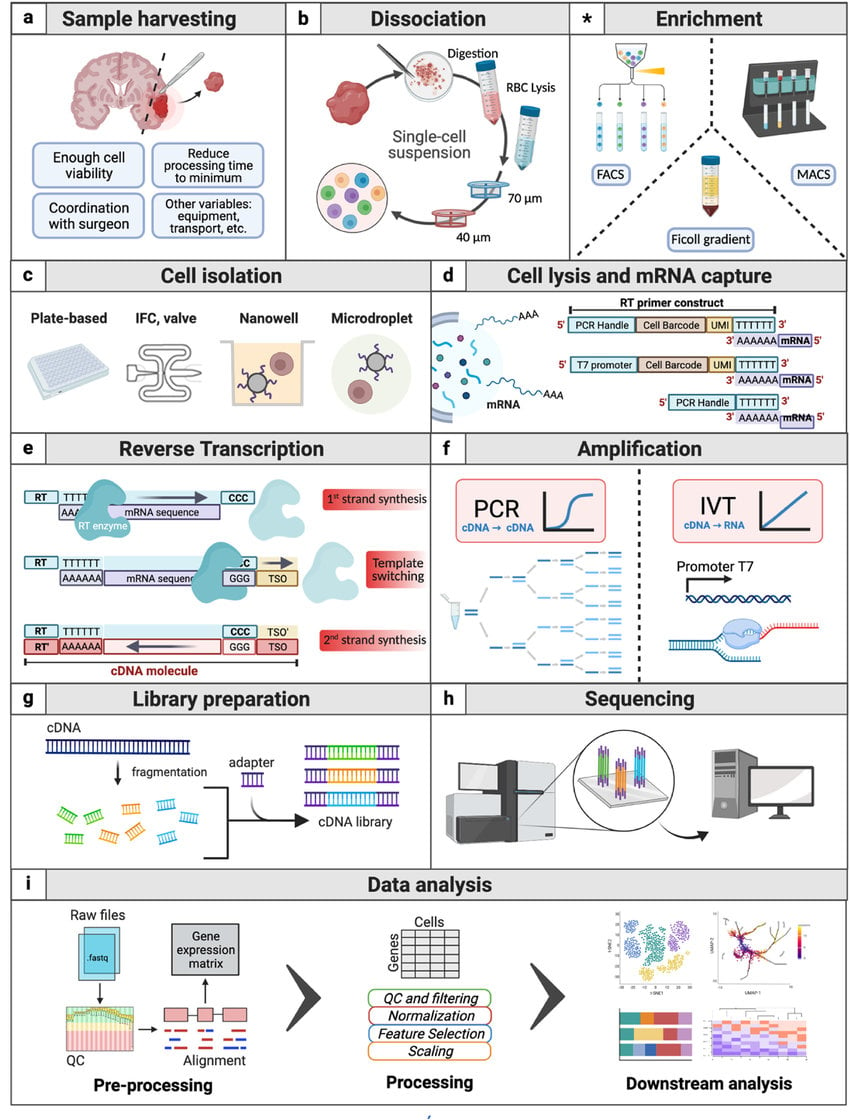 a Sample harvesting
Enough cell
viability
Reduce
processing time
to minimum
Coordination
with surgeon
Other variables:
equipment,
transport, etc.
b Dissociation
Digestion
RBC Lysis
Single-cell
suspension
70 µm
40 µm
* Enrichment
FACS
MACS
Ficoll gradient
c Cell isolation
Plate-based
IFC, valve
Nanowell
Microdroplet
d Cell lysis and mRNA capture
AAA
AAA
mRNA
RT primer construct
5' PCR Handle Cell Barcode UMI TTTTTT 3'
3' AAAAAA mRNA 5'
T7 promoter Cell Barcode UMI TTTTTT 3'
3' AAAAAA mRNA 5'
5' PCR Handle TTTTTT 3'
3' AAAAAA mRNA 5'
e Reverse Transcription
RT TTTT CCC
AAA mRNA sequence
RT enzyme
1st strand synthesis
RT TTTTTT
AAAAAA mRNA sequenc GGG TSO
Template
switching
RT TTTTTT CCC TSO'
RT' AAAAAA GGG TSO
2nd strand synthesis
cDNA molecule
f Amplification
PCR
cDNA → cDNA
IVT
cDNA → RNA
Promoter T7
g Library preparation
cDNA
fragmentation
adapter
cDNA library
h Sequencing
i Data analysis
Raw files
.fastq
QC
Gene
expression
matrix
Alignment
Pre-processing
Cells
Genes
QC and filtering
Normalization
Feature Selection
Scaling
Processing
t-SNE2
t-SNE1
UMAP-2
UMAP-1
Downstream analysis